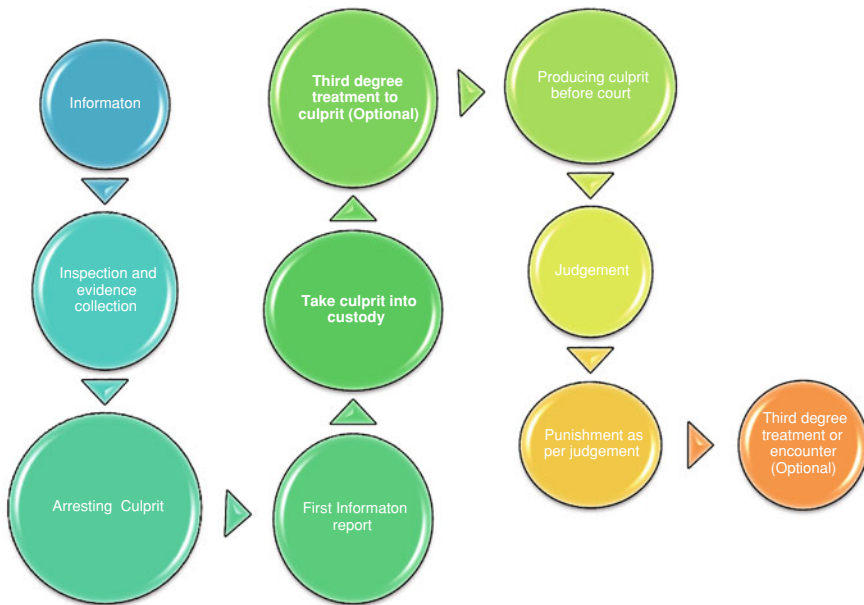 Informaton
Inspection and
evidence
collection
Arresting Culprit
First Informaton
report
Take culprit into
custody
Third degree
treatment to
culprit (Optional)
Producing culprit
before court
Judgement
Punishment as
per judgement
Third degree
treatment or
encounter
(Optional)